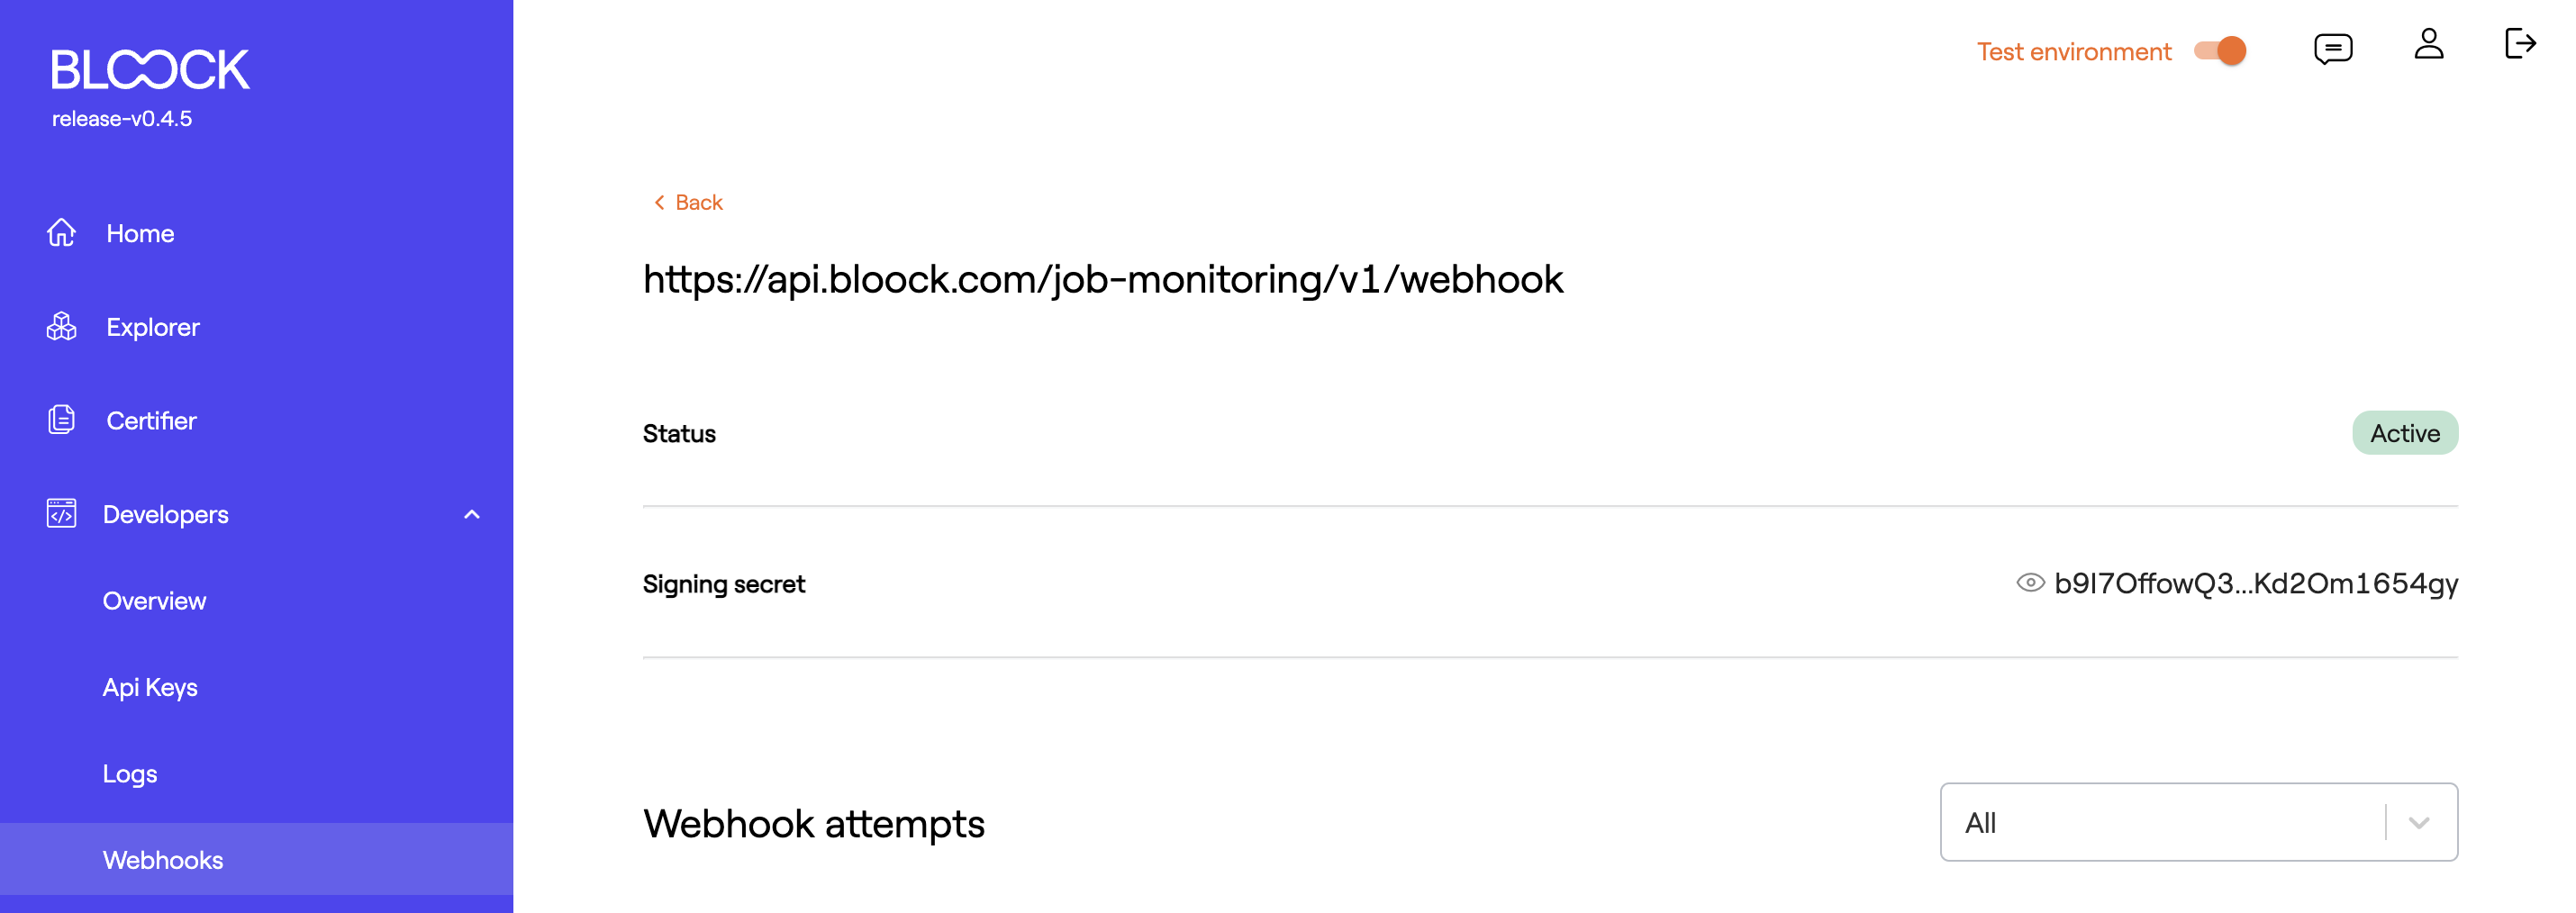 BLOOCK
release-v0.4.5
Home
Explorer
Certifier
Developers
Overview
Api Keys
Logs
Webhooks
Test environment
Back
https://api.bloock.com/job-monitoring/v1/webhook
Status
Active
Signing secret
b9l7OffowQ3...Kd2Om1654gy
Webhook attempts
All